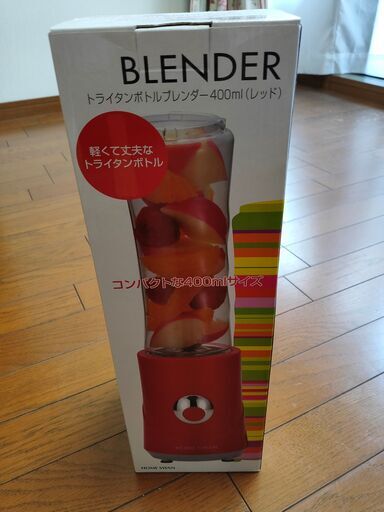 BLENDER
トライタンボトルブレンダー400ml(レッド)
軽くて丈夫な
トライタンボトル
コンパクトな400mlサイズ
HOME SWAN